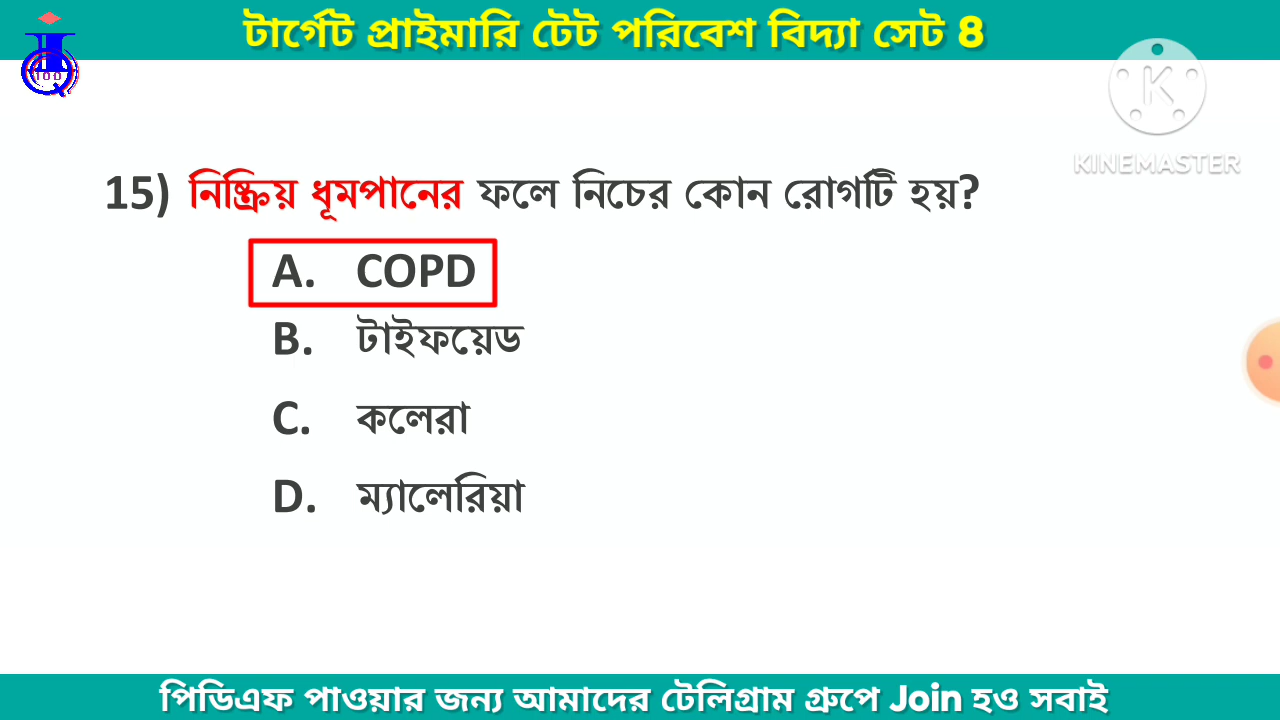 টার্গেট প্রাইমারি টেট পরিবেশ বিদ্যা সেট 8
100
KINEMASTER
15) নিষ্ক্রিয় ধূমপানের ফলে নিচের কোন রোগটি হয়?
A. COPD
B. টাইফয়েড
C. কলেরা
D. ম্যালেরিয়া
পিডিএফ পাওয়ার জন্য আমাদের টেলিগ্রাম গ্রুপে Join হও সবাই